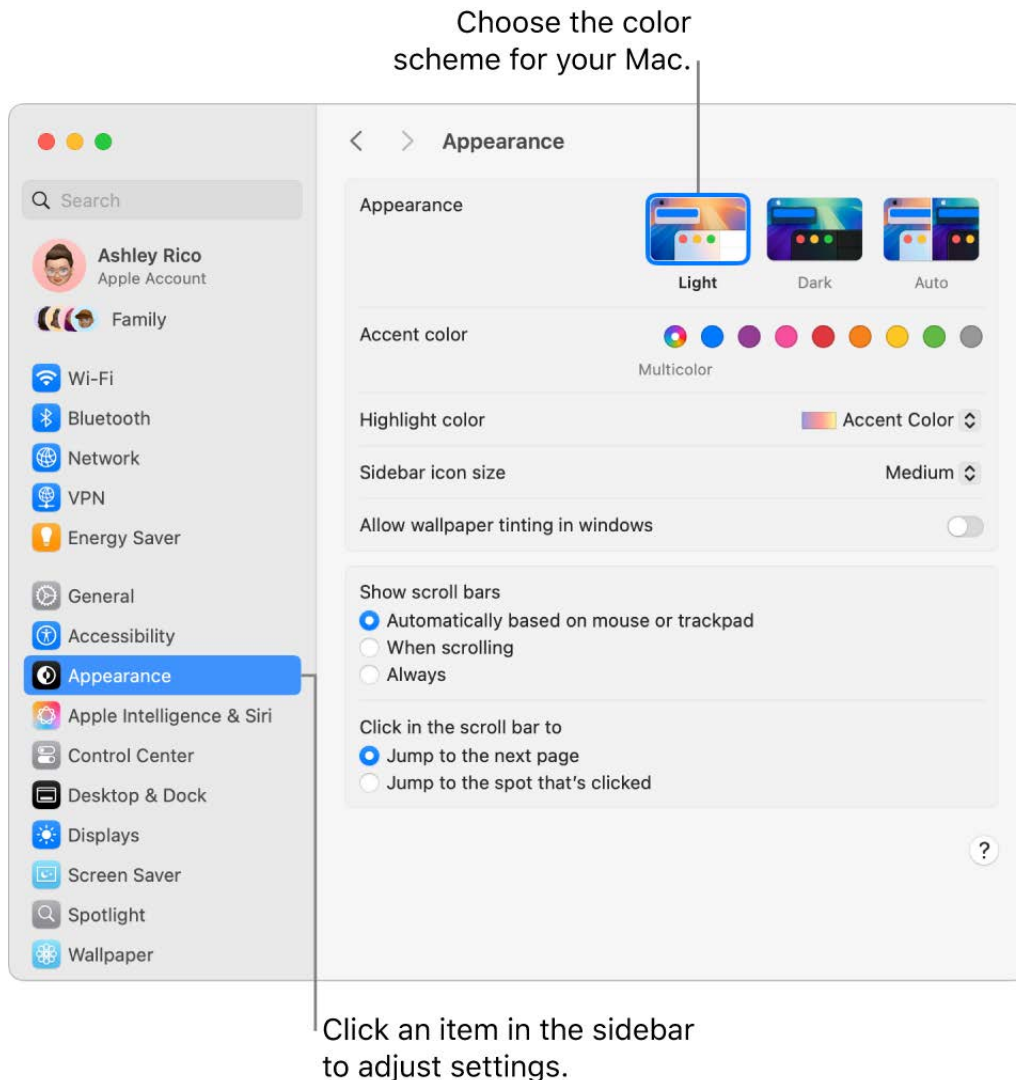 Choose the color
scheme for your Mac.
Appearance
Search
Ashley Rico
Apple Account
Family
Wi-Fi
Bluetooth
Network
VPN
Energy Saver
General
Accessibility
Appearance
Apple Intelligence & Siri
Control Center
Desktop & Dock
Displays
Screen Saver
Spotlight
Wallpaper
Appearance
Light Dark Auto
Accent color
Multicolor
Highlight color Accent Color
Sidebar icon size Medium
Allow wallpaper tinting in windows
Show scroll bars
Automatically based on mouse or trackpad
When scrolling
Always
Click in the scroll bar to
Jump to the next page
Jump to the spot that's clicked
?
Click an item in the sidebar
to adjust settings.